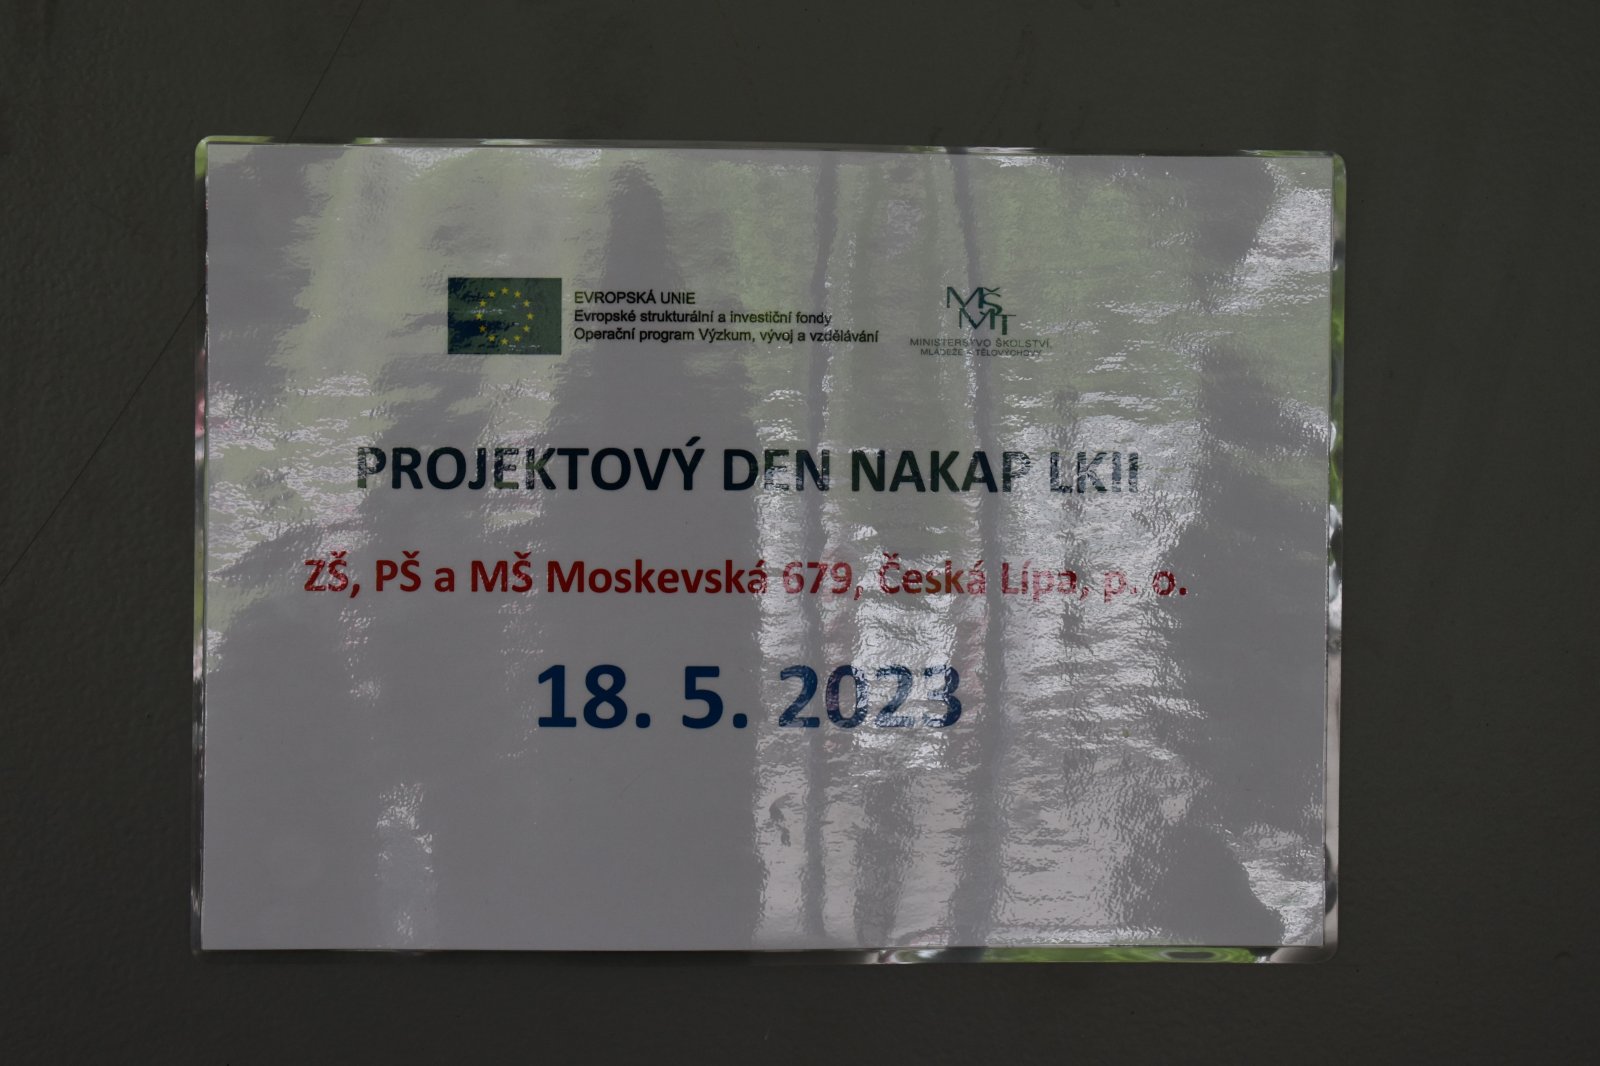 EVROPSKÁ UNIE
Evropské strukturální a investiční fondy
Operační program Výzkum, vývoj a vzdělávání
MŠMT
MINISTERSTVO ŠKOLSTVÍ,
MLÁDEŽE A TĚLOVÝCHOVY
PROJEKTOVÝ DEN NAKAP LKII
ZŠ, PŠ a MŠ Moskevská 679, Česká Lípa, p. o.
18. 5. 2023